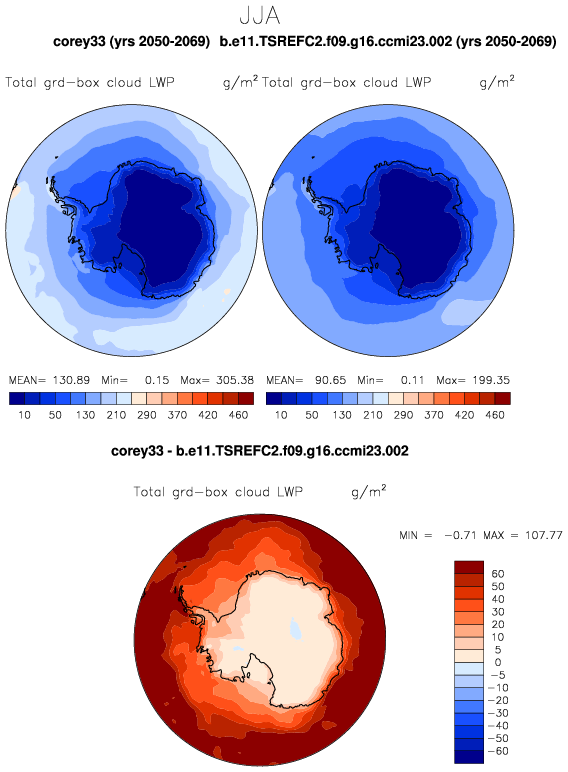 JJA
corey33 (yrs 2050-2069) b.e11.TSREFC2.f09.g16.ccmi23.002 (yrs 2050-2069)
Total grd-box cloud LWP g/m² Total grd-box cloud LWP g/m²
MEAN= 130.89 Min= 0.15 Max= 305.38 MEAN= 90.65 Min= 0.11 Max= 199.35
10 50 130 210 290 370 420 460 10 50 130 210 290 370 420 460
corey33 - b.e11.TSREFC2.f09.g16.ccmi23.002
Total grd-box cloud LWP g/m²
MIN = -0.71 MAX = 107.77
60
50
40
30
20
10
5
0
-5
-10
-20
-30
-40
-50
-60